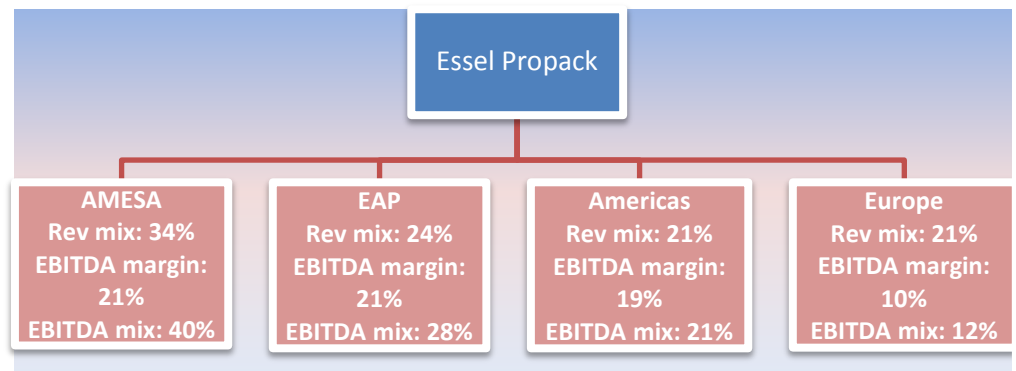 Essel Propack
AMESA
Rev mix: 34%
EBITDA margin:
21%
EBITDA mix: 40%
EAP
Rev mix: 24%
EBITDA margin:
21%
EBITDA mix: 28%
Americas
Rev mix: 21%
EBITDA margin:
19%
EBITDA mix: 21%
Europe
Rev mix: 21%
EBITDA margin:
10%
EBITDA mix: 12%